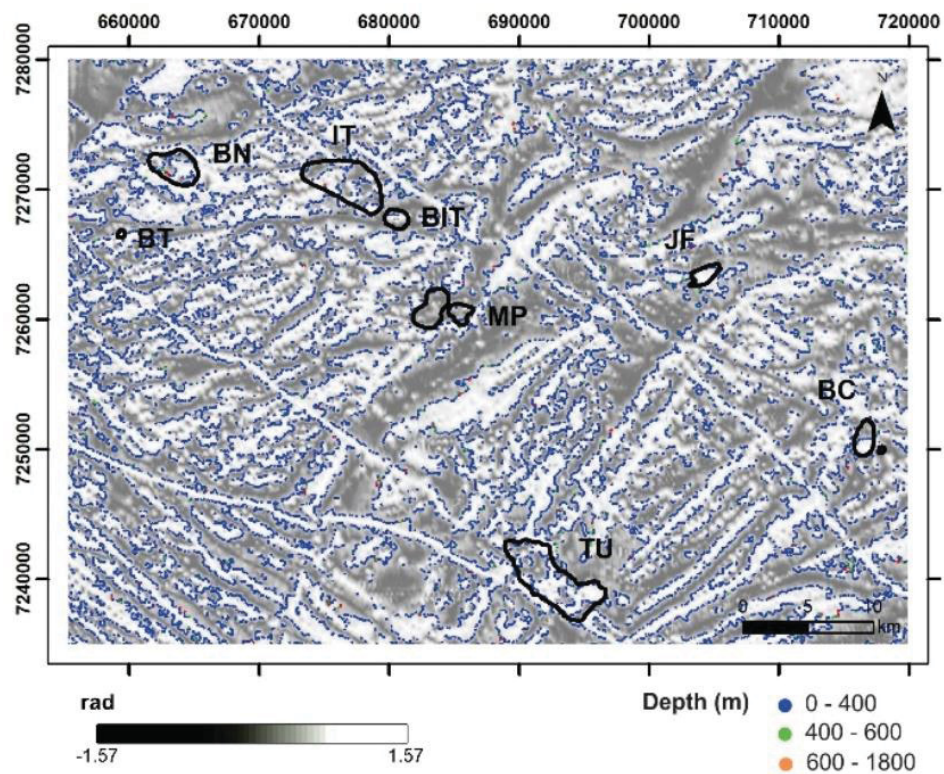 660000 670000 680000 690000 700000 710000 720000
7280000
7270000
7260000
7250000
7240000
N
IT
BN
BIT
BT
JF
MP
BC
TU
0 5 10
km
rad
-1.57 1.57
Depth (m)
0 - 400
400 - 600
600 - 1800